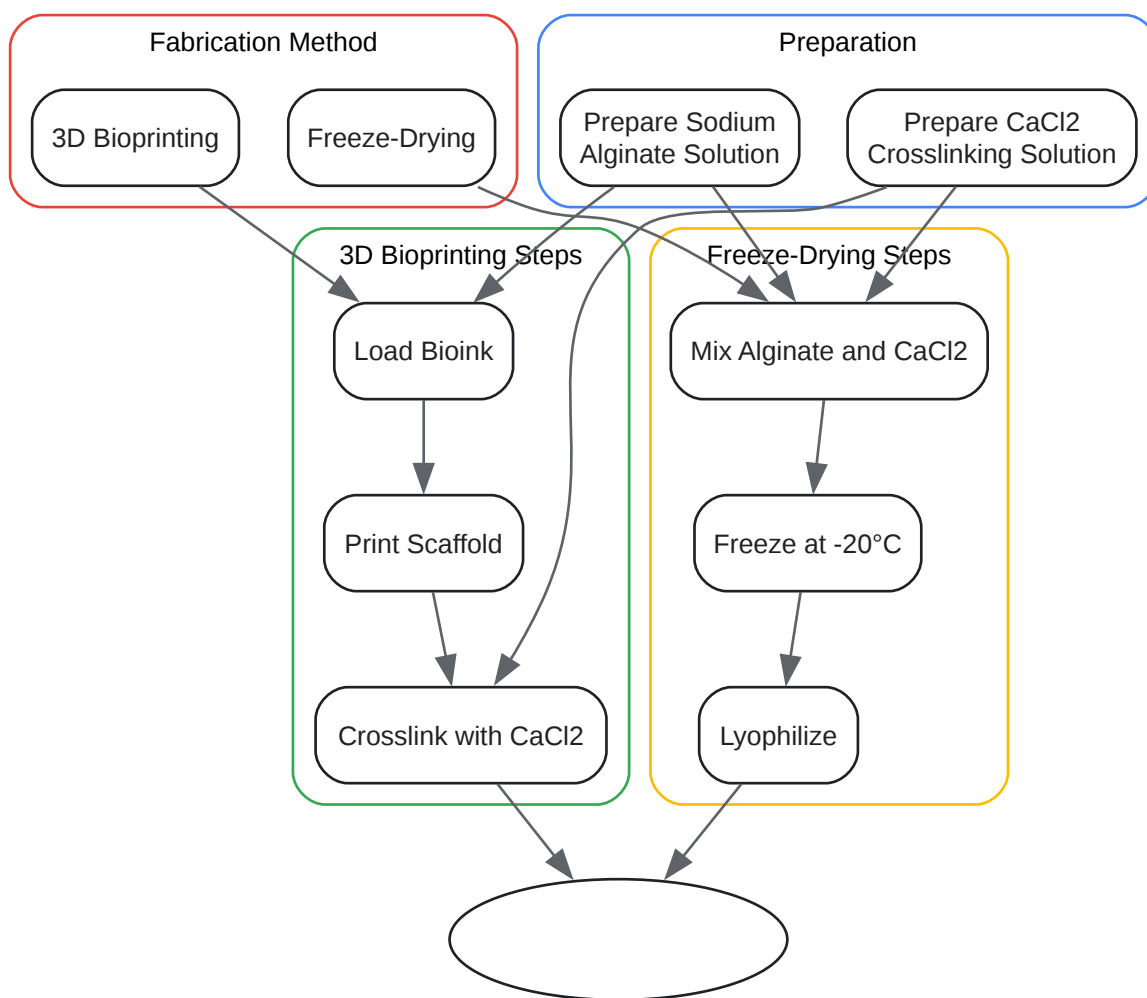 Fabrication Method
Preparation
3D Bioprinting
Freeze-Drying
Prepare Sodium
Alginate Solution
Prepare CaCl2
Crosslinking Solution
3D Bioprinting Steps
Freeze-Drying Steps
Load Bioink
Mix Alginate and CaCl2
Print Scaffold
Freeze at -20°C
Crosslink with CaCl2
Lyophilize